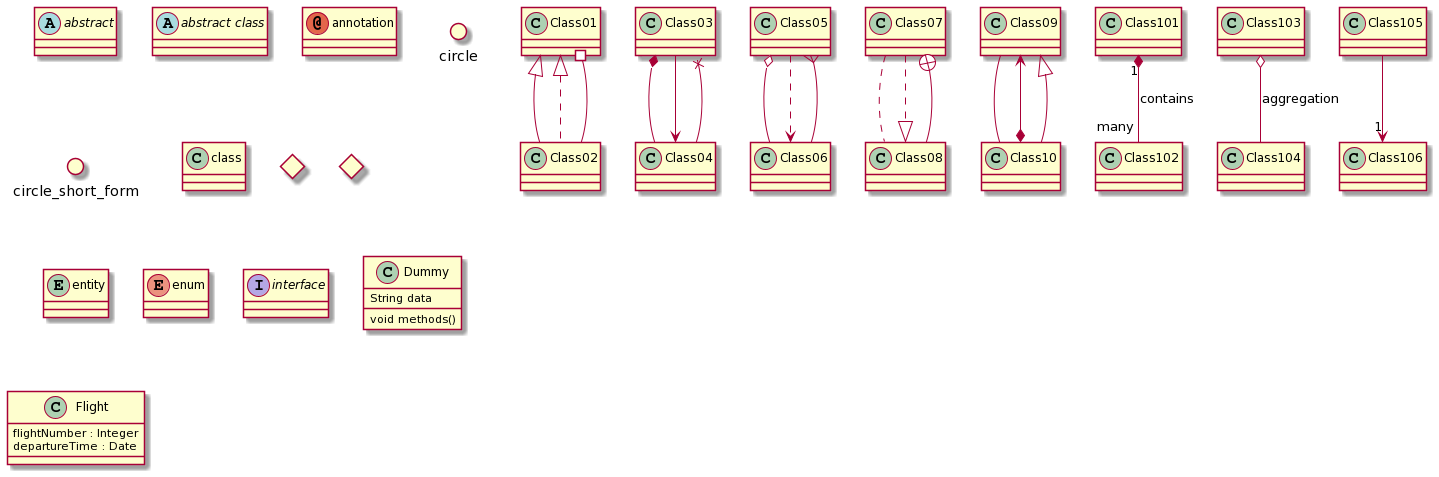 A abstract
A abstract class
@ annotation
circle
C Class01
C Class03
C Class05
C Class07
C Class09
C Class101
C Class103
C Class105
1
contains
many
aggregation
1
circle_short_form
C class
C Class02
C Class04
C Class06
C Class08
C Class10
C Class102
C Class104
C Class106
E entity
E enum
I interface
C Dummy
String data
void methods()
C Flight
flightNumber : Integer
departureTime : Date